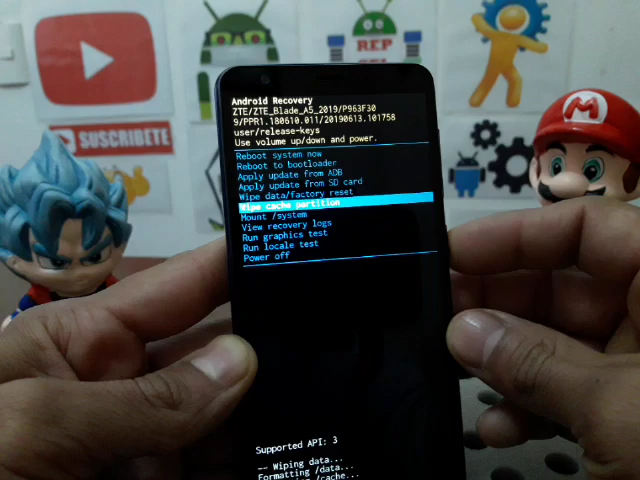 REP
SUSCRIBETE
M
Android Recovery
ZTE/ZTE_Blade_A5_2019/P963F30
9/PPR1.180610.011/20190613.101758
user/release-keys
Use volume up/down and power.
Reboot system now
Reboot to bootloader
Apply update from ADB
Apply update from SD card
Wipe data/factory reset
Wipe cache partition
Mount /system
View recovery logs
Run graphics test
Run locale test
Power off
Supported API: 3
-- Wiping data...
Formatting /data...
/cache...